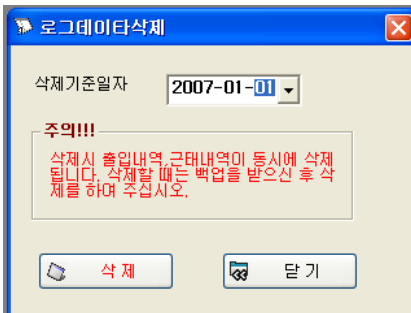 로그데이타삭제
삭제기준일자 2007-01-01
주의!!!
삭제시 출입내역,근태내역이 동시에 삭제
됩니다. 삭제할 때는 백업을 받으신 후 삭
제를 하여 주십시오.
삭 제 닫 기